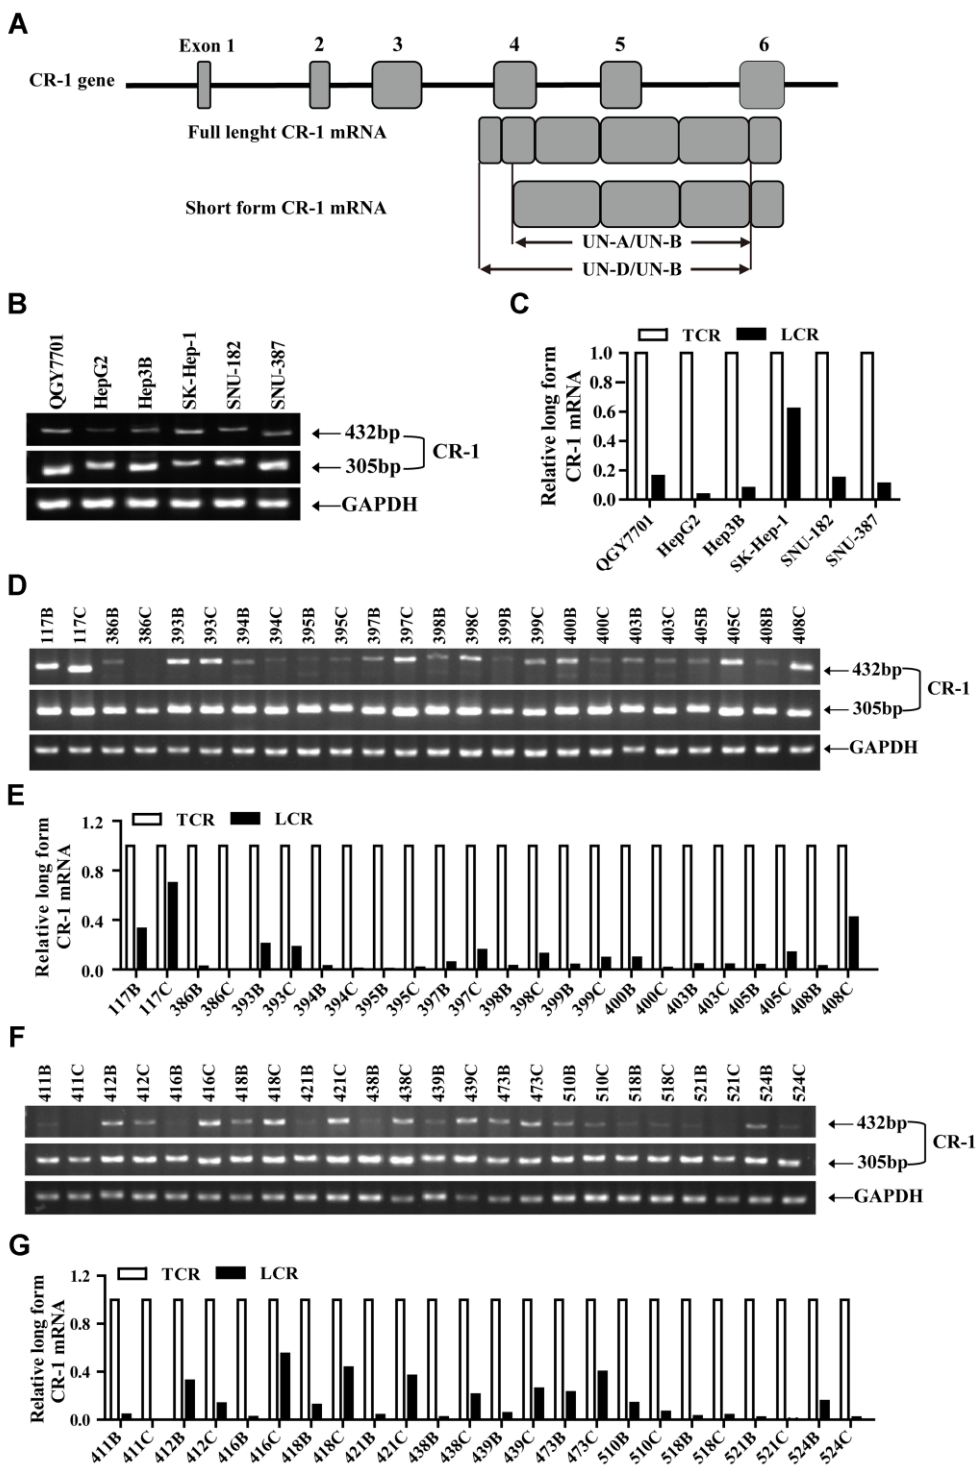 A
Exon 1 2 3 4 5 6
CR-1 gene
Full lenght CR-1 mRNA
Short form CR-1 mRNA
UN-A/UN-B
UN-D/UN-B
B
QGY7701 HepG2 Hep3B SK-Hep-1 SNU-182 SNU-387
432bp
305bp
CR-1
GAPDH
C
TCR LCR
Relative long form
CR-1 mRNA
1.0
0.8
0.6
0.4
0.2
0.0
QGY7701 HepG2 Hep3B SK-Hep-1 SNU-182 SNU-387
D
117B 117C 386B 386C 393B 393C 394B 394C 395B 395C 397B 397C 398B 398C 399B 399C 400B 400C 403B 403C 405B 405C 408B 408C
432bp
305bp
CR-1
GAPDH
E
TCR LCR
Relative long form
CR-1 mRNA
1.2
0.8
0.4
0.0
117B 117C 386B 386C 393B 393C 394B 394C 395B 395C 397B 397C 398B 398C 399B 399C 400B 400C 403B 403C 405B 405C 408B 408C
F
411B 411C 412B 412C 416B 416C 418B 418C 421B 421C 438B 438C 439B 439C 473B 473C 510B 510C 518B 518C 521B 521C 524B 524C
432bp
305bp
CR-1
GAPDH
G
TCR LCR
Relative long form
CR-1 mRNA
1.2
0.8
0.4
0.0
411B 411C 412B 412C 416B 416C 418B 418C 421B 421C 438B 438C 439B 439C 473B 473C 510B 510C 518B 518C 521B 521C 524B 524C